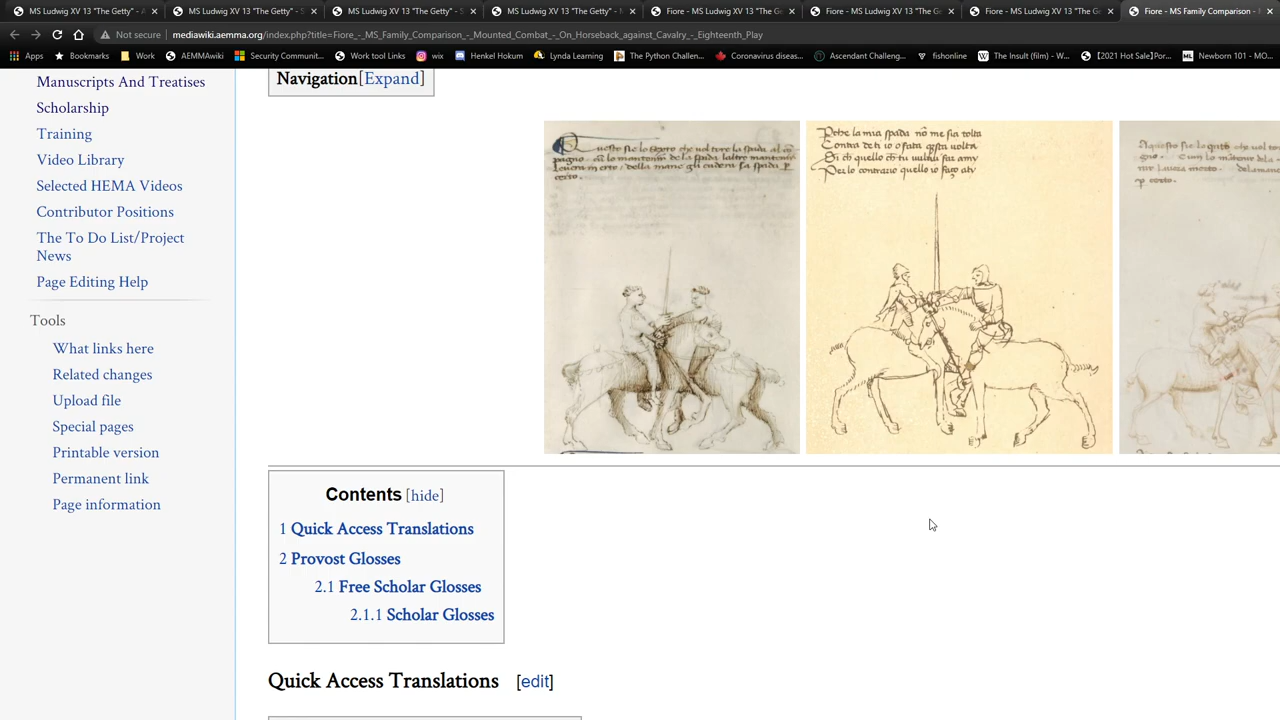 MS Ludwig XV 13 "The Getty" - A
MS Ludwig XV 13 "The Getty" - S
MS Ludwig XV 13 "The Getty" - S
MS Ludwig XV 13 "The Getty" - M
Fiore - MS Ludwig XV 13 "The Ge
Fiore - MS Ludwig XV 13 "The Ge
Fiore - MS Ludwig XV 13 "The Ge
Fiore - MS Family Comparison - M
Not secure
mediawiki.aemma.org/index.php?title=Fiore_-_MS_Family_Comparison_-_Mounted_Combat_-_On_Horseback_against_Cavalry_-_Eighteenth_Play
Apps
Bookmarks
Work
AEMMAwiki
Security Communit...
Work tool Links
wix
Henkel Hokum
Lynda Learning
The Python Challen...
Coronavirus diseas...
Ascendant Challeng...
fishonline
The Insult (film) - W...
【2021 Hot Sale】Por...
Newborn 101 - MO...
Manuscripts And Treatises
Scholarship
Training
Video Library
Selected HEMA Videos
Contributor Positions
The To Do List/Project
News
Page Editing Help
Tools
What links here
Related changes
Upload file
Special pages
Printable version
Permanent link
Page information
Navigation[Expand]
Contents [hide]
1 Quick Access Translations
2 Provost Glosses
2.1 Free Scholar Glosses
2.1.1 Scholar Glosses
Quick Access Translations [edit]